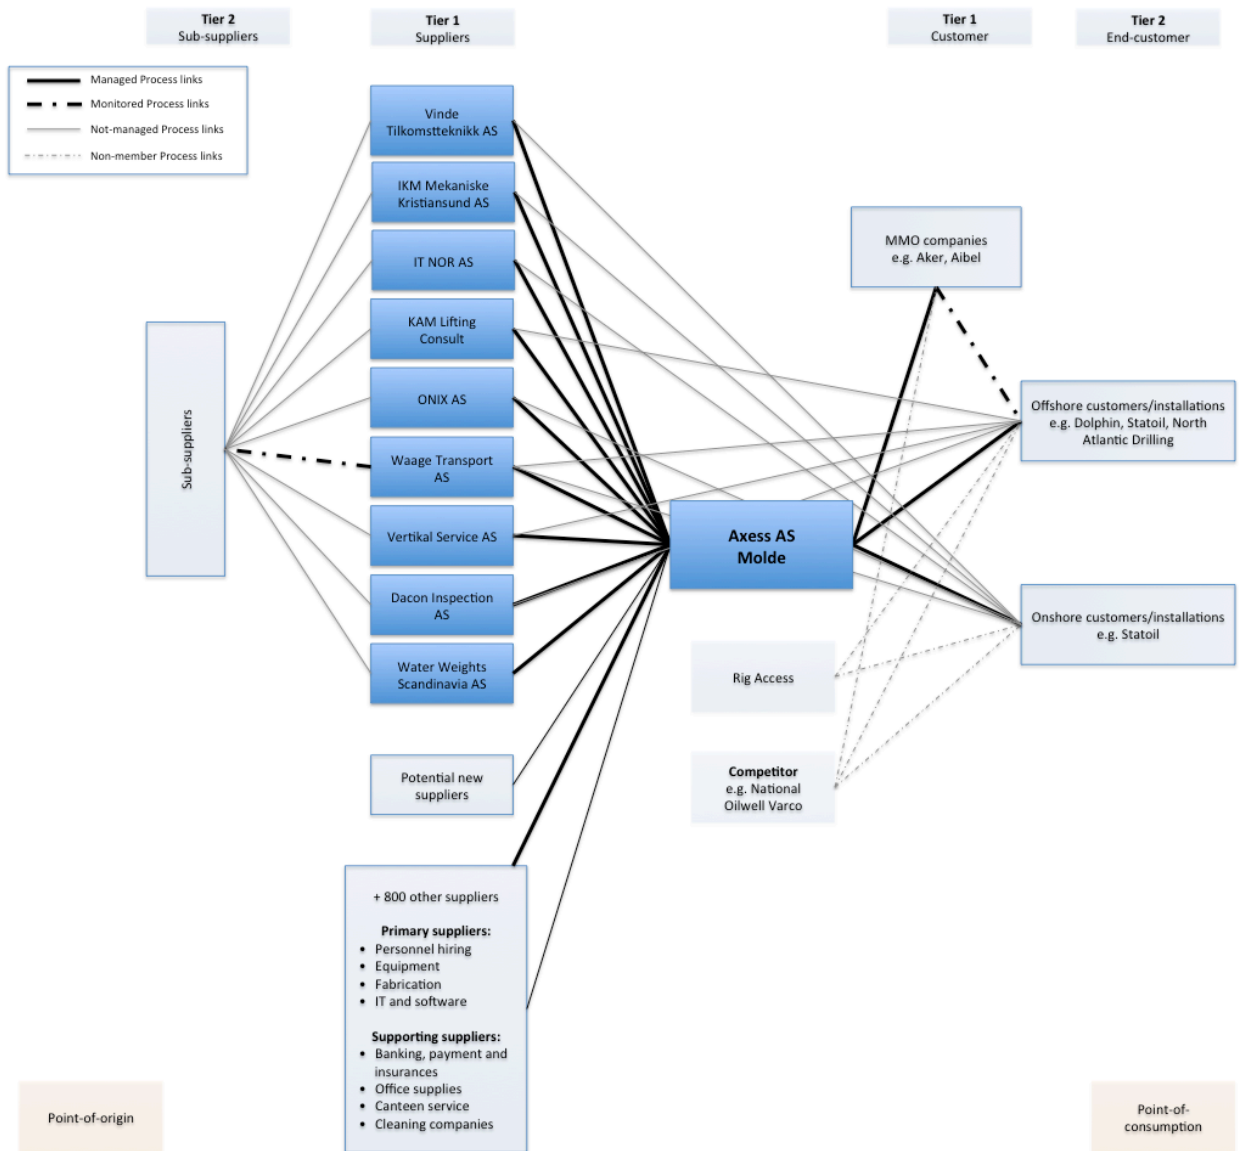 Tier 2
Sub-suppliers
Tier 1
Suppliers
Tier 1
Customer
Tier 2
End-customer
Managed Process links
Monitored Process links
Not-managed Process links
Non-member Process links
Vinde
Tilkomstteknikk AS
IKM Mekaniske
Kristiansund AS
IT NOR AS
KAM Lifting
Consult
ONIX AS
Waage Transport
AS
Vertikal Service AS
Dacon Inspection
AS
Water Weights
Scandinavia AS
Sub-suppliers
Potential new
suppliers
+ 800 other suppliers
Primary suppliers:
• Personnel hiring
• Equipment
• Fabrication
• IT and software
Supporting suppliers:
• Banking, payment and
insurances
• Office supplies
• Canteen service
• Cleaning companies
Axess AS
Molde
Rig Access
Competitor
e.g. National
Oilwell Varco
MMO companies
e.g. Aker, Aibel
Offshore customers/installations
e.g. Dolphin, Statoil, North
Atlantic Drilling
Onshore customers/installations
e.g. Statoil
Point-of-origin
Point-of-
consumption